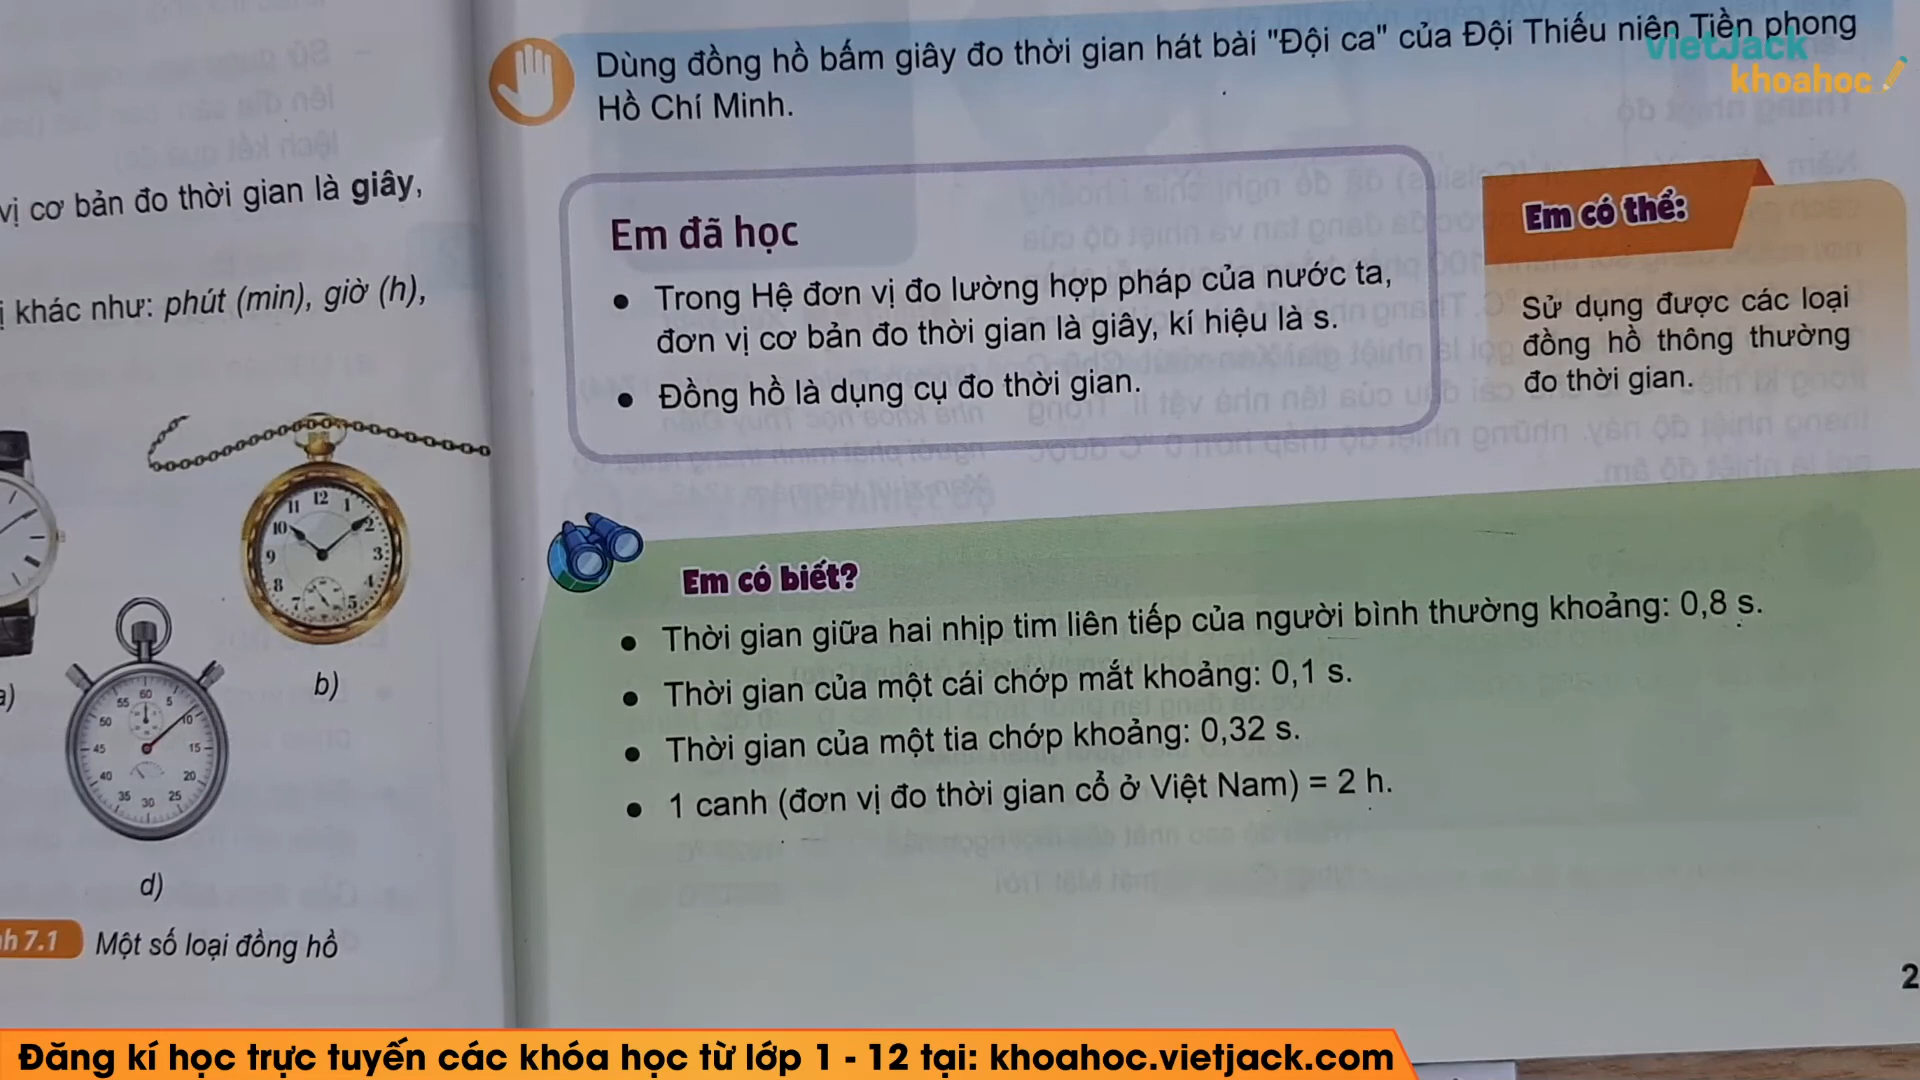 vị cơ bản đo thời gian là giây,
khác như: phút (min), giờ (h),
b)
d)
7.1 Một số loại đồng hồ
Dùng đồng hồ bấm giây đo thời gian hát bài "Đội ca" của Đội Thiếu niên Tiền phong
Hồ Chí Minh.
vietJack
khoahoc
Em đã học
• Trong Hệ đơn vị đo lường hợp pháp của nước ta,
đơn vị cơ bản đo thời gian là giây, kí hiệu là s.
• Đồng hồ là dụng cụ đo thời gian.
Em có thể:
Sử dụng được các loại
đồng hồ thông thường
đo thời gian.
Em có biết?
• Thời gian giữa hai nhịp tim liên tiếp của người bình thường khoảng: 0,8 s.
• Thời gian của một cái chớp mắt khoảng: 0,1 s.
• Thời gian của một tia chớp khoảng: 0,32 s.
• 1 canh (đơn vị đo thời gian cổ ở Việt Nam) = 2 h.
2
Đăng kí học trực tuyến các khóa học từ lớp 1 - 12 tại: khoahoc.vietjack.com